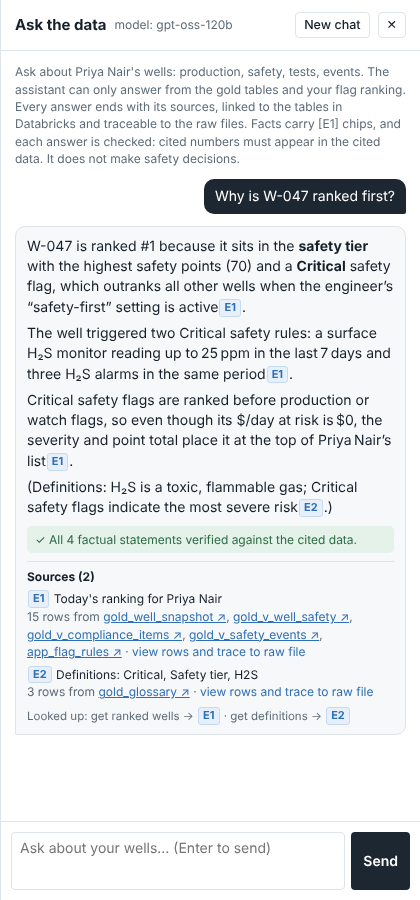 Ask the data model: gpt-oss-120b New chat ✕
Ask about Priya Nair's wells: production, safety, tests, events. The
assistant can only answer from the gold tables and your flag ranking.
Every answer ends with its sources, linked to the tables in
Databricks and traceable to the raw files. Facts carry [E1] chips, and
each answer is checked: cited numbers must appear in the cited
data. It does not make safety decisions.
Why is W-047 ranked first?
W-047 is ranked #1 because it sits in the safety tier
with the highest safety points (70) and a Critical safety
flag, which outranks all other wells when the engineer’s
“safety-first” setting is active E1 .
The well triggered two Critical safety rules: a surface
H₂S monitor reading up to 25 ppm in the last 7 days and
three H₂S alarms in the same period E1 .
Critical safety flags are ranked before production or
watch flags, so even though its $/day at risk is $0, the
severity and point total place it at the top of Priya Nair’s
list E1 .
(Definitions: H₂S is a toxic, flammable gas; Critical
safety flags indicate the most severe risk E2 .)
✓ All 4 factual statements verified against the cited data.
Sources (2)
E1 Today's ranking for Priya Nair
15 rows from gold_well_snapshot ↗, gold_v_well_safety ↗,
gold_v_compliance_items ↗, gold_v_safety_events ↗,
app_flag_rules ↗ · view rows and trace to raw file
E2 Definitions: Critical, Safety tier, H2S
3 rows from gold_glossary ↗ · view rows and trace to raw file
Looked up: get ranked wells → E1 · get definitions → E2
Ask about your wells... (Enter to send)
Send